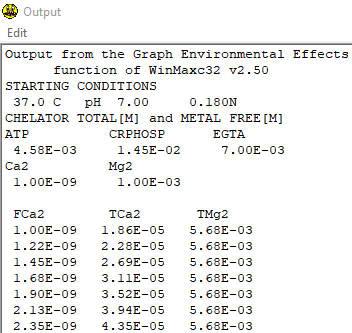 Output
Edit
Output from the Graph Environmental Effects
function of WinMaxc32 v2.50
STARTING CONDITIONS
37.0 C pH 7.00 0.180N
CHELATOR TOTAL[M] and METAL FREE[M]
ATP CRPHOSP EGTA
4.58E-03 1.45E-02 7.00E-03
Ca2 Mg2
1.00E-09 1.00E-03
FCa2 TCa2 TMg2
1.00E-09 1.86E-05 5.68E-03
1.22E-09 2.28E-05 5.68E-03
1.45E-09 2.69E-05 5.68E-03
1.68E-09 3.11E-05 5.68E-03
1.90E-09 3.52E-05 5.68E-03
2.13E-09 3.94E-05 5.68E-03
2.35E-09 4.35E-05 5.68E-03